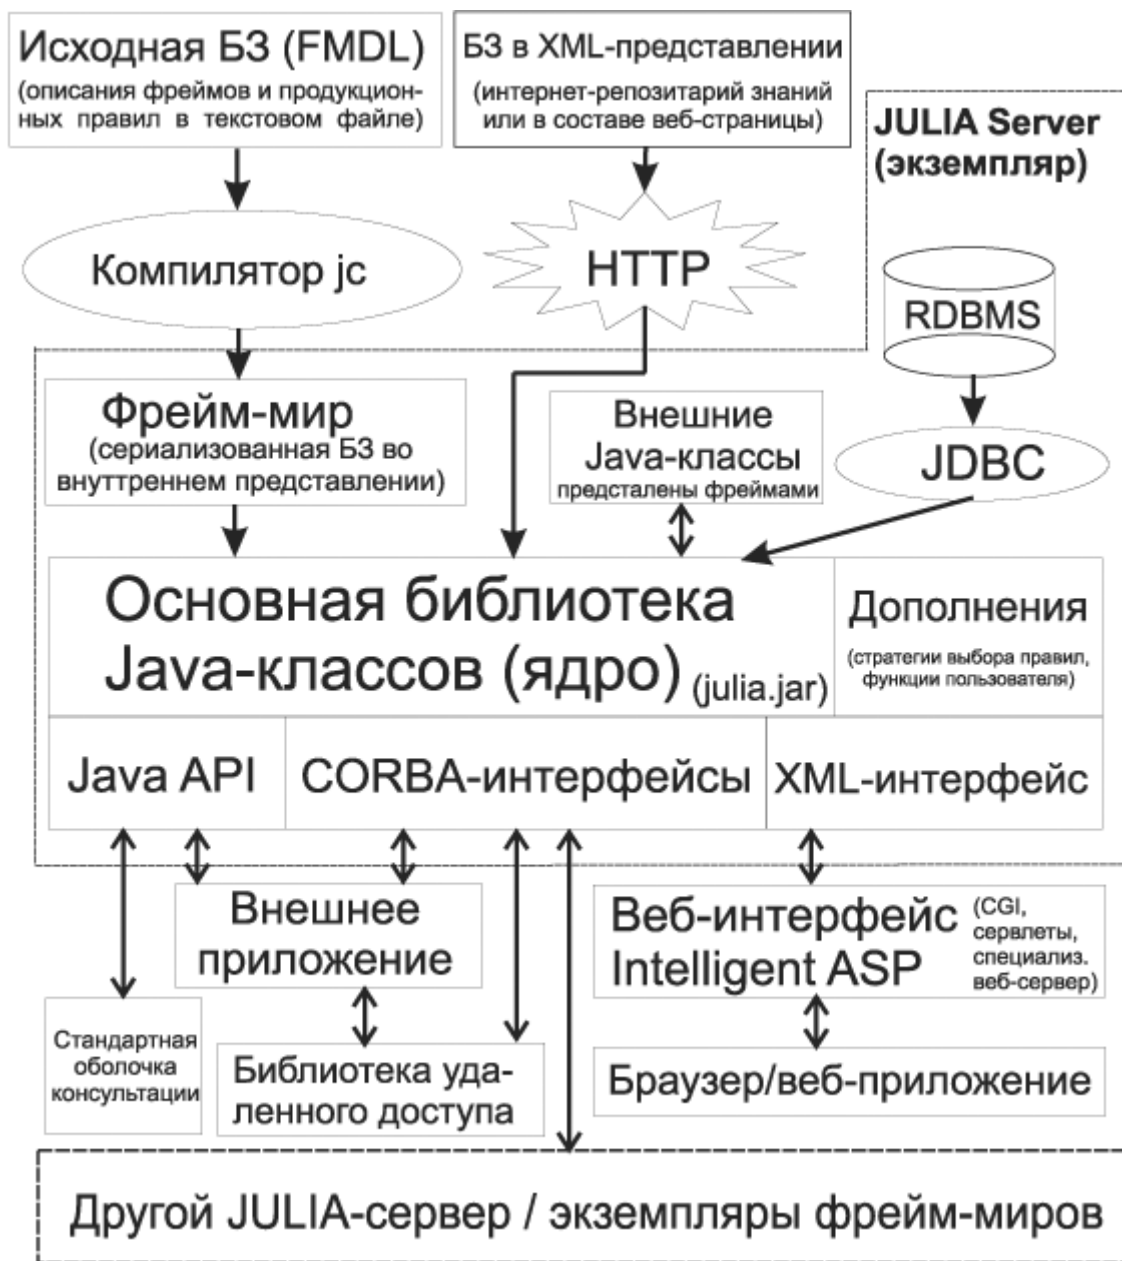 Исходная БЗ (FMDL)
(описания фреймов и продукцион-
ных правил в текстовом файле)
БЗ в XML-представлении
(интернет-репозитарий знаний
или в составе веб-страницы)
JULIA Server
(экземпляр)
Компилятор jc
HTTP
RDBMS
Фрейм-мир
(сериализованная БЗ во
внуттреннем представлении)
Внешние
Java-классы
предсталены фреймами
JDBC
Основная библиотека
Java-классов (ядро) (julia.jar)
Дополнения
(стратегии выбора правил,
функции пользователя)
Java API
CORBA-интерфейсы
XML-интерфейс
Внешнее
приложение
Веб-интерфейс
Intelligent ASP
(CGI,
сервлеты,
специализ.
веб-сервер)
Стандартная
оболочка
консультации
Библиотека уда-
ленного доступа
Браузер/веб-приложение
Другой JULIA-сервер / экземпляры фрейм-миров